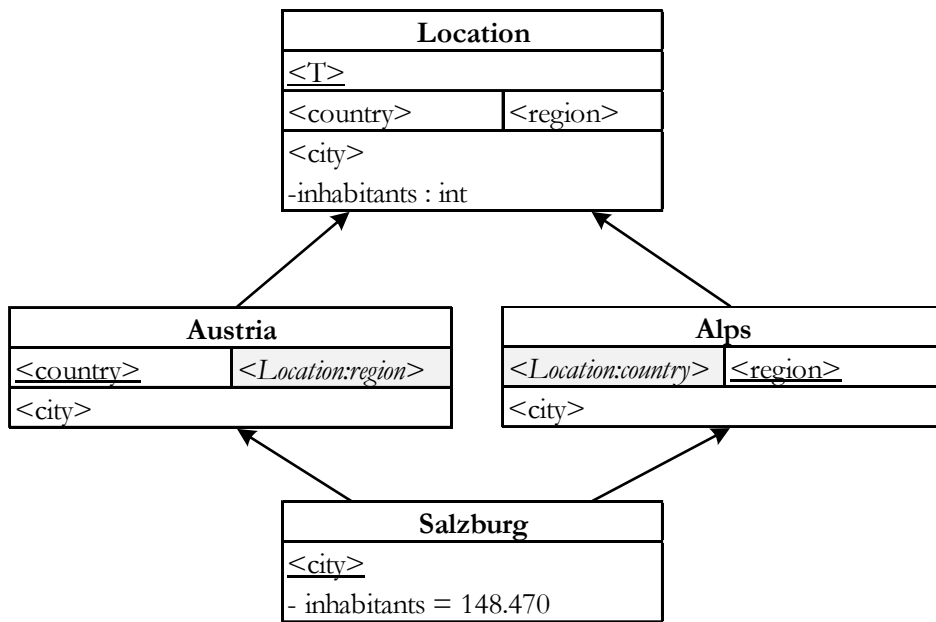 Location
<T>
<country> <region>
<city>
-inhabitants : int
Austria
<country> <Location:region>
<city>
Alps
<Location:country> <region>
<city>
Salzburg
<city>
- inhabitants = 148.470